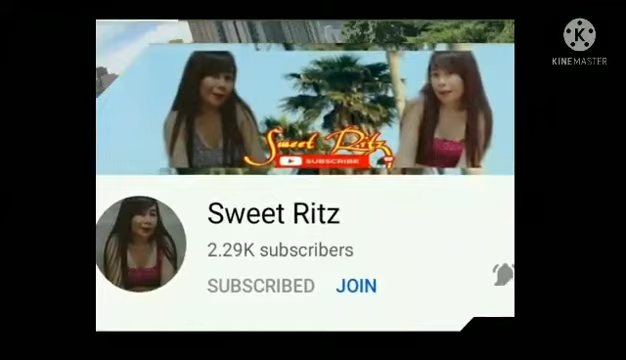 K
KINEMASTER
Sweet Ritz
SUBSCRIBE
Sweet Ritz
2.29K subscribers
SUBSCRIBED JOIN